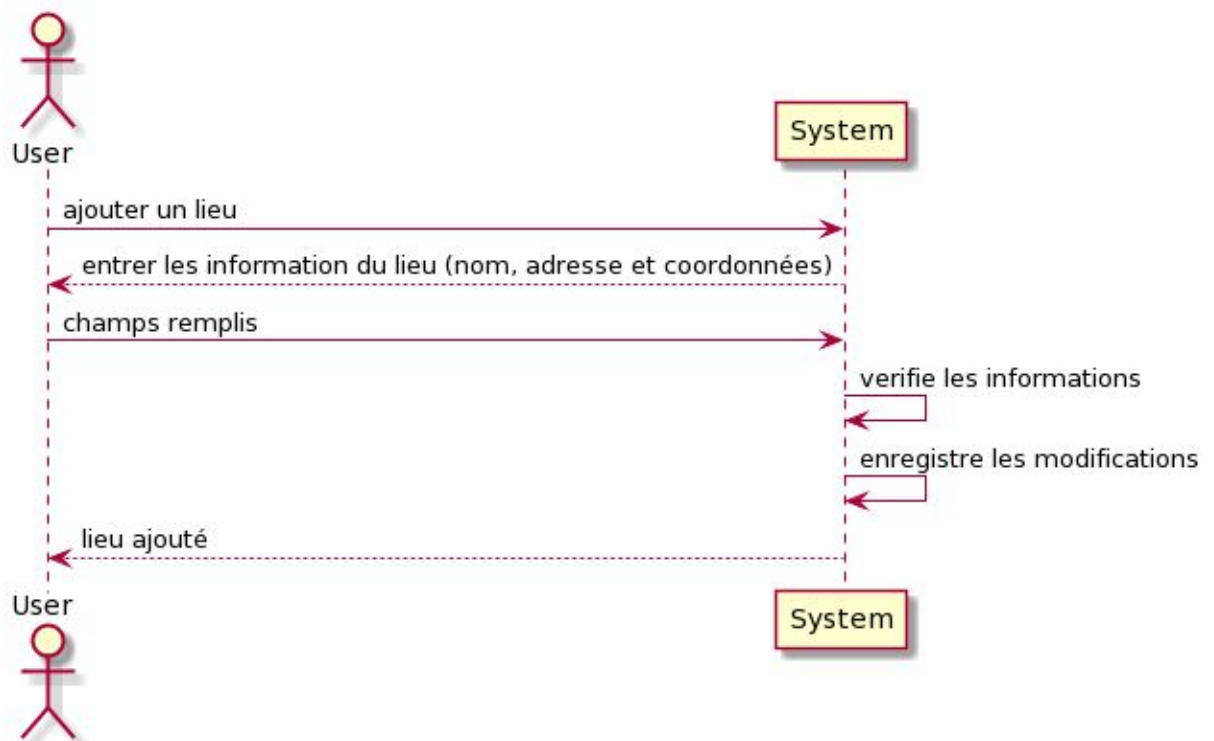 User
System
ajouter un lieu
entrer les information du lieu (nom, adresse et coordonnées)
champs remplis
verifie les informations
enregistre les modifications
lieu ajouté
User
System